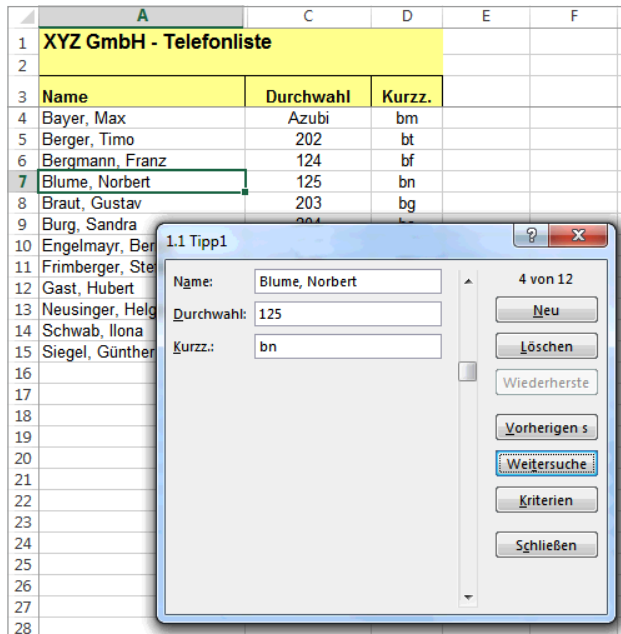 A C D E F
1 XYZ GmbH - Telefonliste
2
3 Name Durchwahl Kurzz.
4 Bayer, Max Azubi bm
5 Berger, Timo 202 bt
6 Bergmann, Franz 124 bf
7 Blume, Norbert 125 bn
8 Braut, Gustav 203 bg
9 Burg, Sandra
10 Engelmayr, Ber
11 Frimberger, Ste
12 Gast, Hubert
13 Neusinger, Helg
14 Schwab, Ilona
15 Siegel, Günther
16
17
18
19
20
21
22
23
24
25
26
27
28
1.1 Tipp1
? x
Name: Blume, Norbert
Durchwahl: 125
Kurzz.: bn
4 von 12
Neu
Löschen
Wiederherste
Vorherigen s
Weitersuche
Kriterien
Schließen